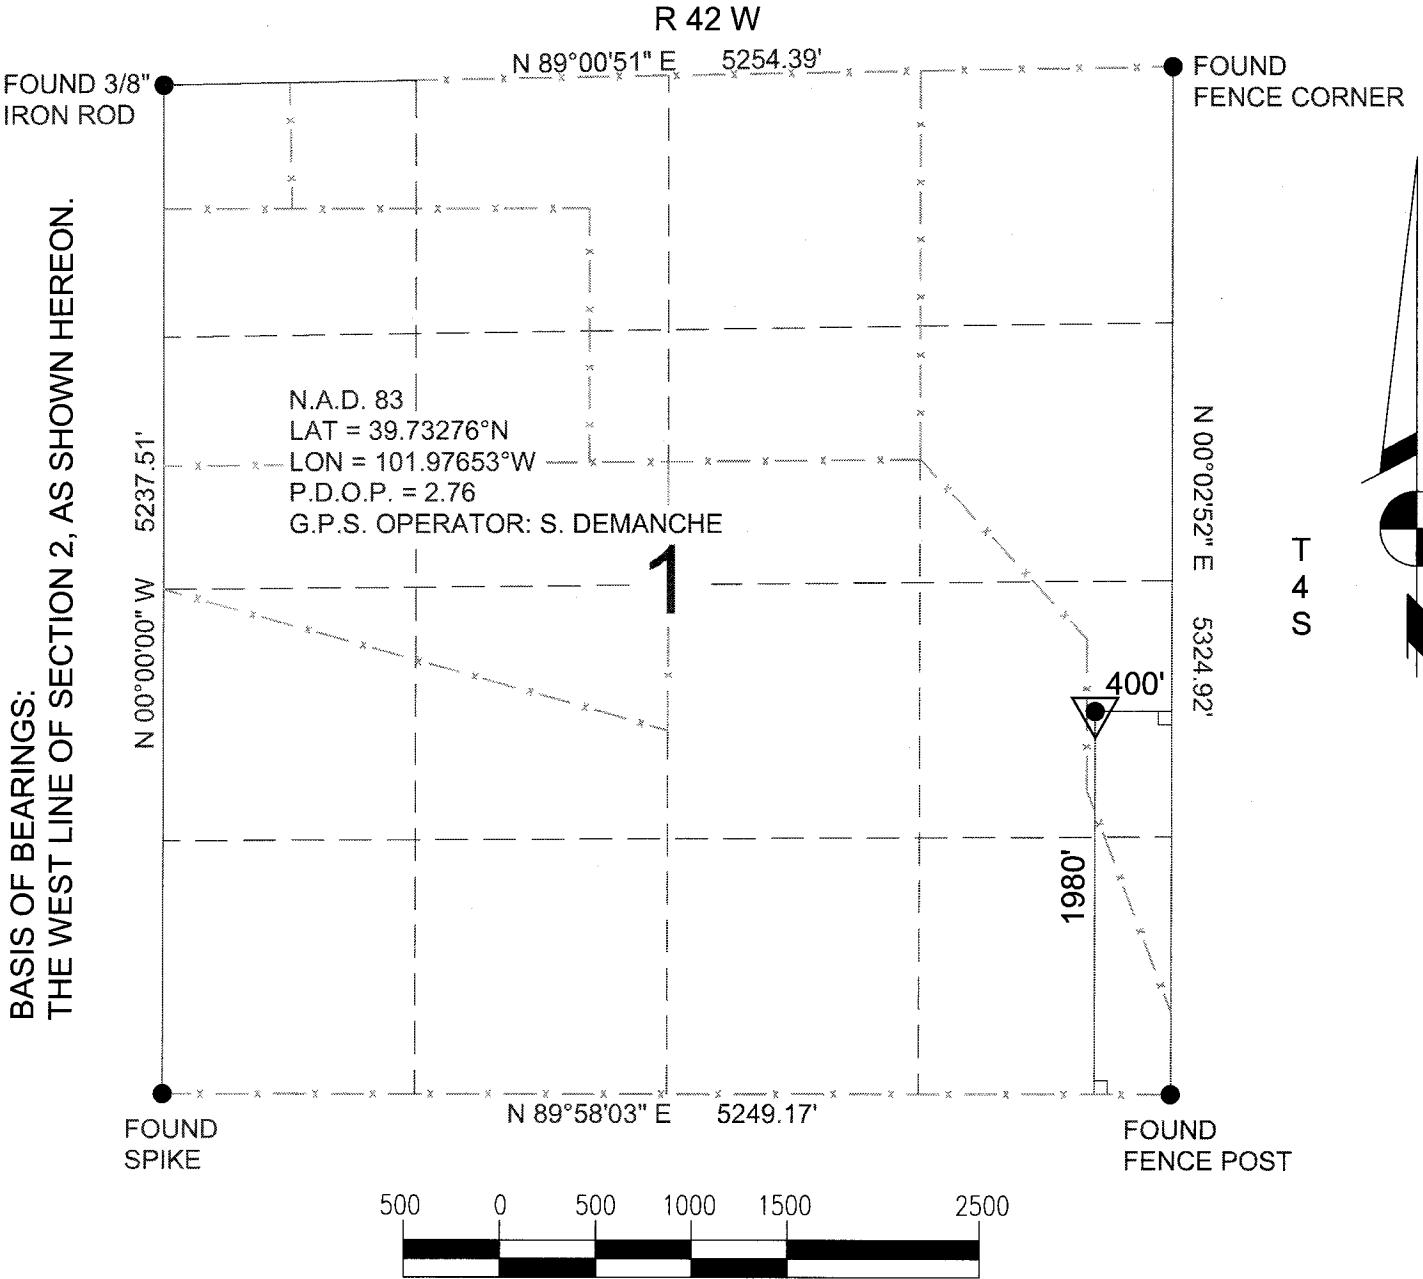 R 42 W
N 89°00'51" E 5254.39'
FOUND 3/8"
IRON ROD
FOUND
FENCE CORNER
BASIS OF BEARINGS:
THE WEST LINE OF SECTION 2, AS SHOWN HEREON.
N 00°00'00" W 5237.51'
N.A.D. 83
LAT = 39.73276°N
LON = 101.97653°W
P.D.O.P. = 2.76
G.P.S. OPERATOR: S. DEMANCHE
1
N 00°02'52" E 5324.92'
T
4
S
400'
1980'
N 89°58'03" E 5249.17'
FOUND
SPIKE
FOUND
FENCE POST
500 0 500 1000 1500 2500